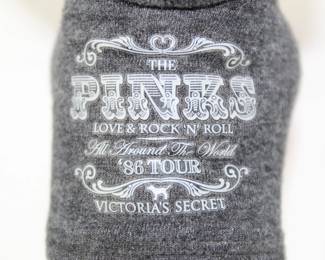 THE
PINKS
LOVE & ROCK 'N' ROLL
All Around The World
'86 TOUR
VICTORIA'S SECRET